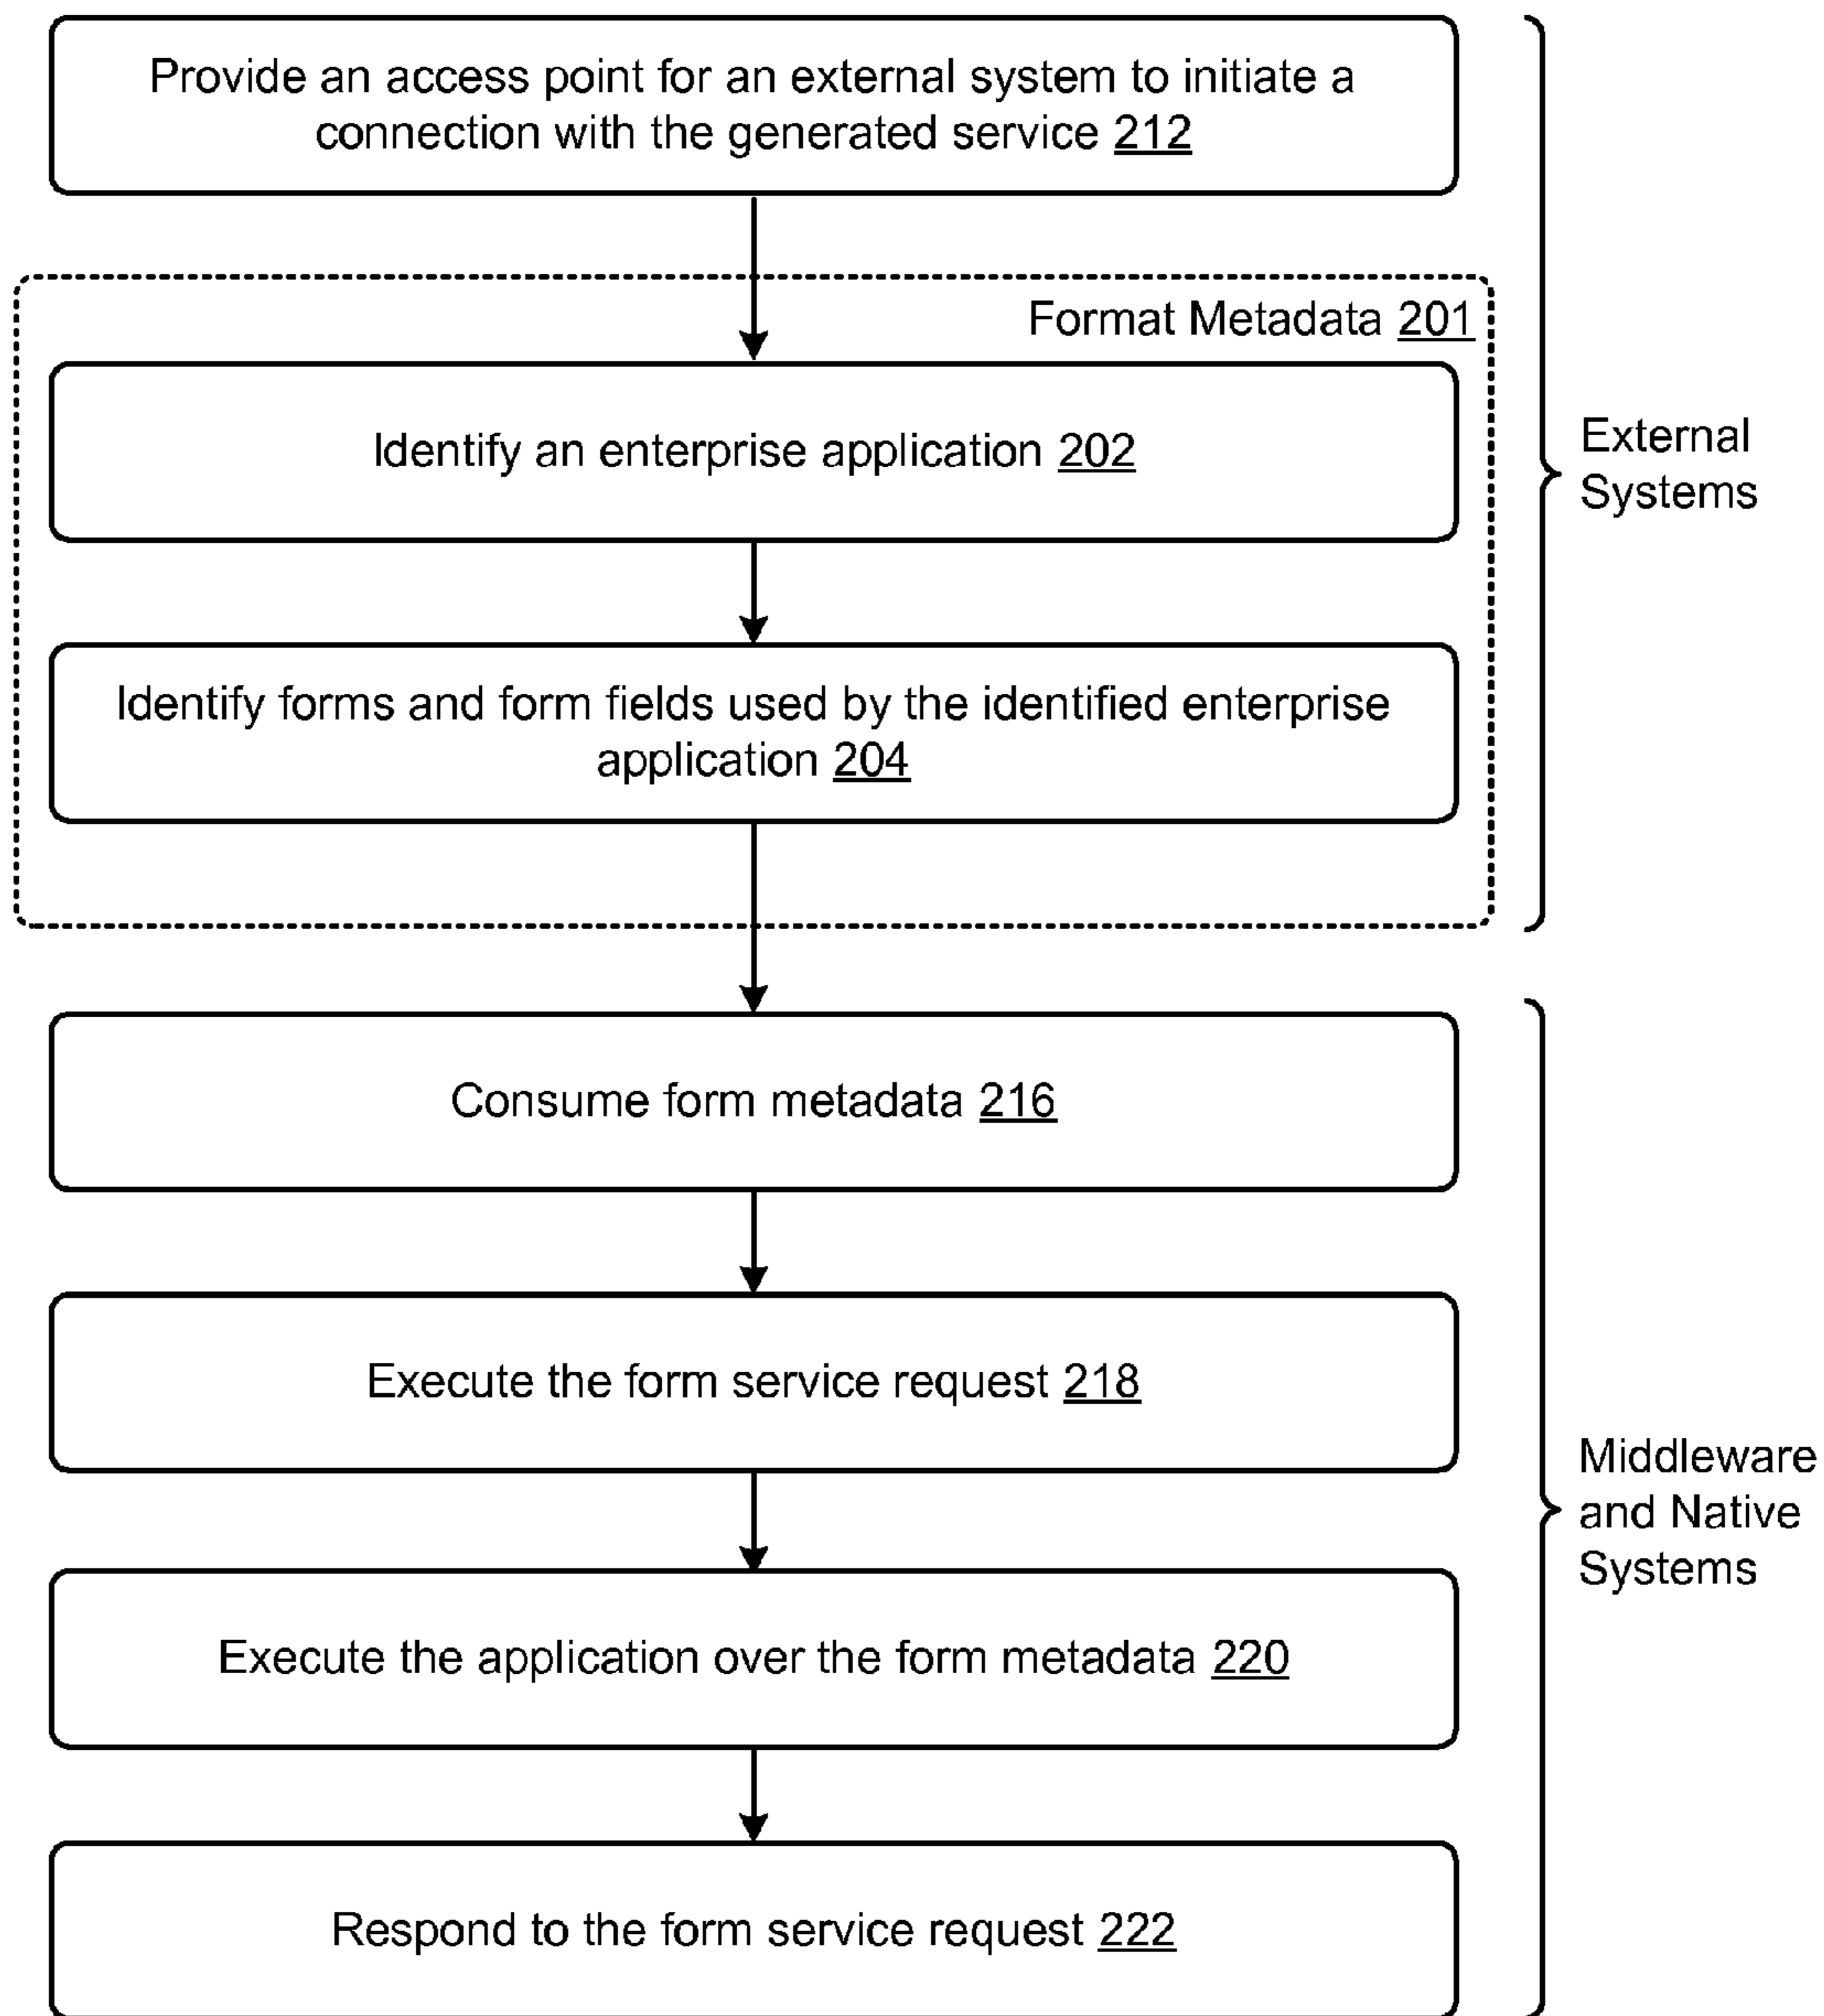 Provide an access point for an external system to initiate a
connection with the generated service 212
Format Metadata 201
Identify an enterprise application 202
External
Systems
Identify forms and form fields used by the identified enterprise
application 204
Consume form metadata 216
Execute the form service request 218
Middleware
and Native
Systems
Execute the application over the form metadata 220
Respond to the form service request 222